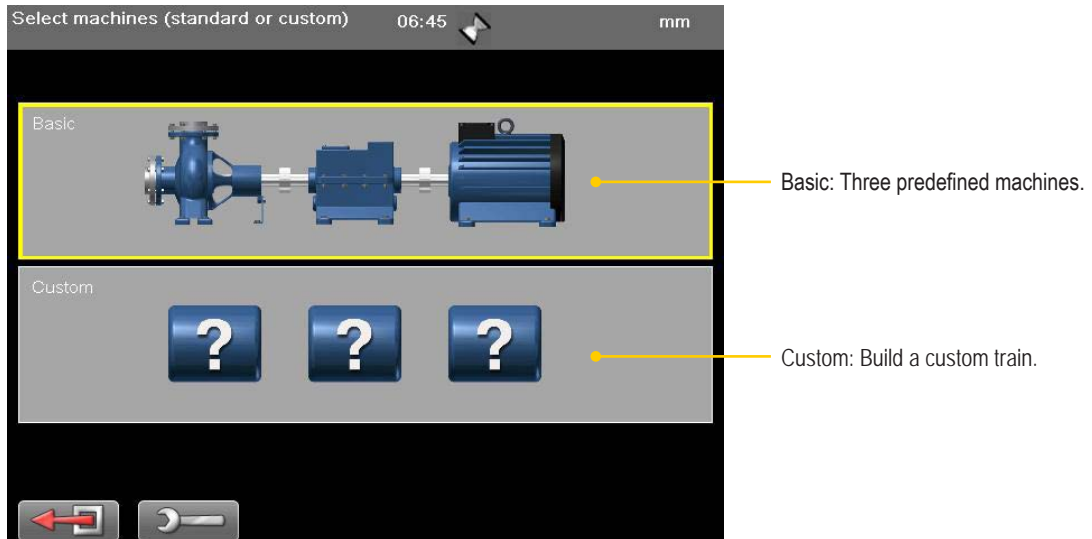 Select machines (standard or custom) 06:45 mm
Basic
Basic: Three predefined machines.
Custom
? ? ?
Custom: Build a custom train.